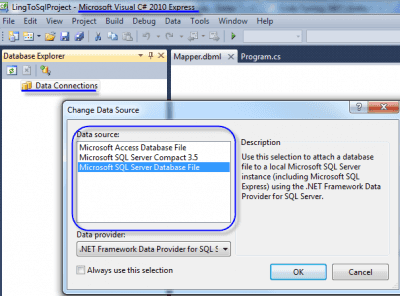 LingToSqlProject - Microsoft Visual C# 2010 Express
File Edit View Project Build Debug Data Tools Window Help
Database Explorer
Mapper.dbml
Program.cs
Data Connections
Change Data Source
Data source:
Microsoft Access Database File
Microsoft SQL Server Compact 3.5
Microsoft SQL Server Database File
Description
Use this selection to attach a database
file to a local Microsoft SQL Server
instance (including Microsoft SQL
Express) using the .NET Framework Data
Provider for SQL Server.
Data provider:
.NET Framework Data Provider for SQL S
Always use this selection
OK
Cancel